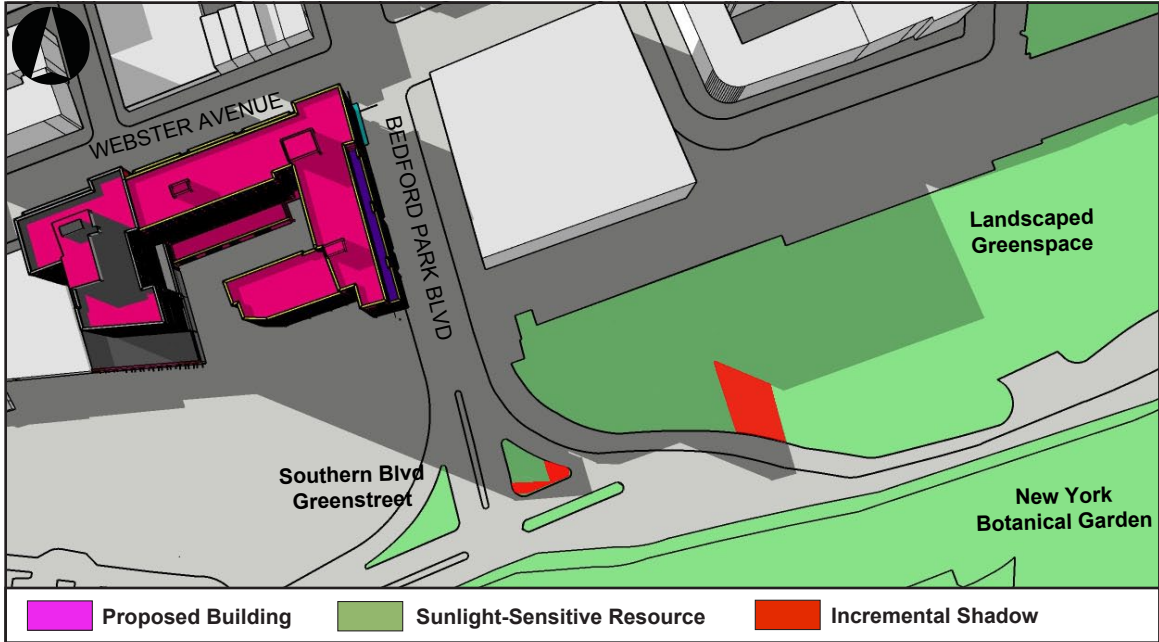 WEBSTER AVENUE
BEDFORD PARK BLVD
Landscaped
Greenspace
Southern Blvd
Greenstreet
New York
Botanical Garden
Proposed Building
Sunlight-Sensitive Resource
Incremental Shadow